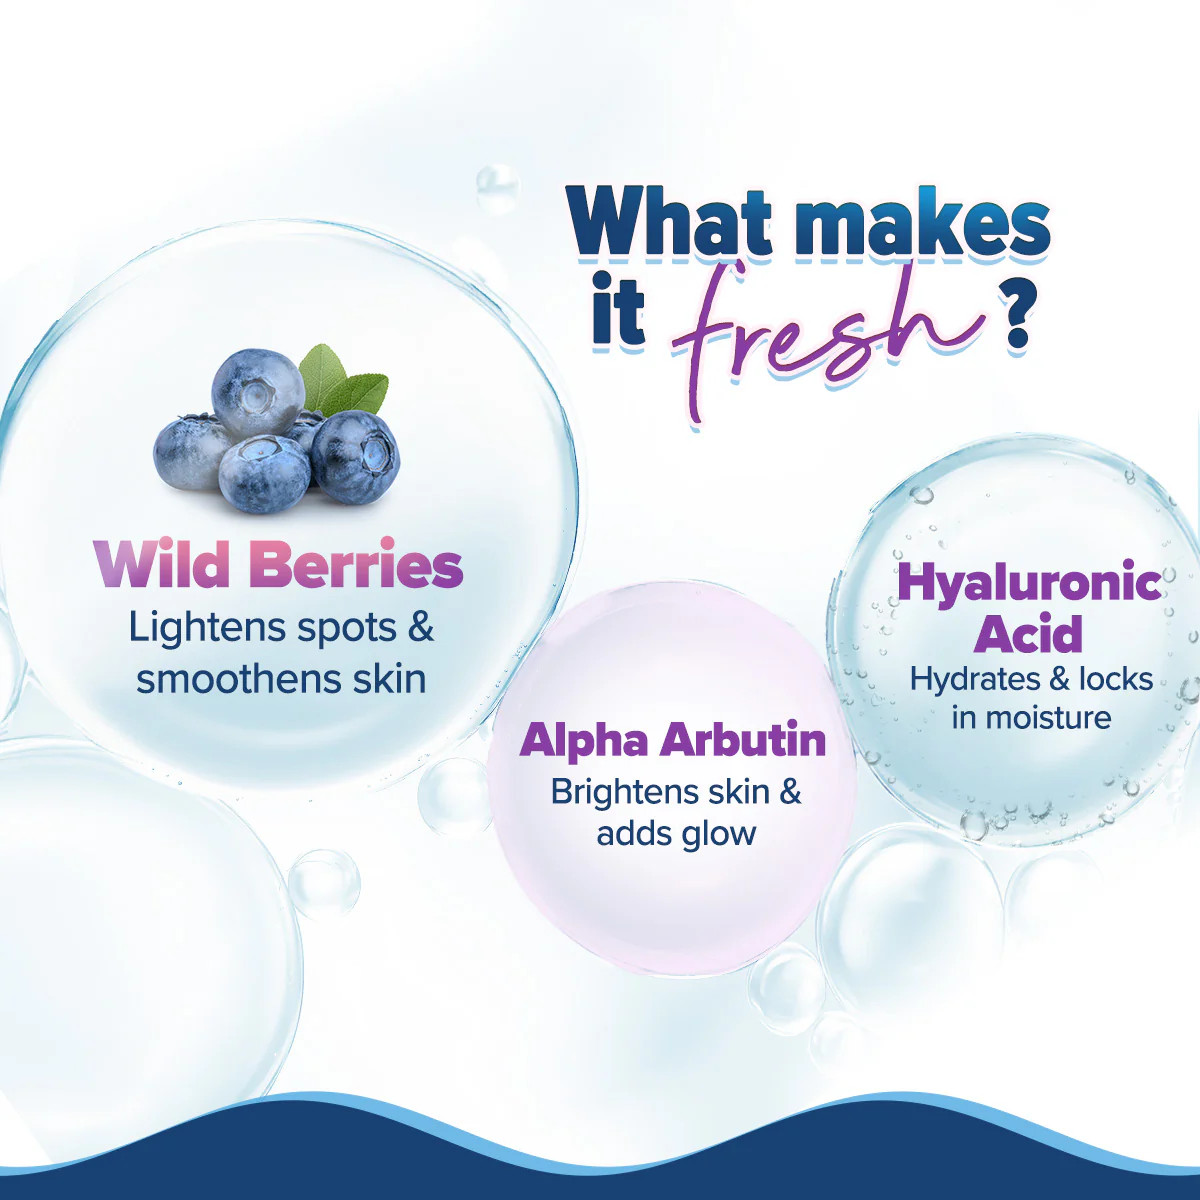 What makes
it fresh?
Wild Berries
Lightens spots &
smoothens skin
Alpha Arbutin
Brightens skin &
adds glow
Hyaluronic
Acid
Hydrates & locks
in moisture